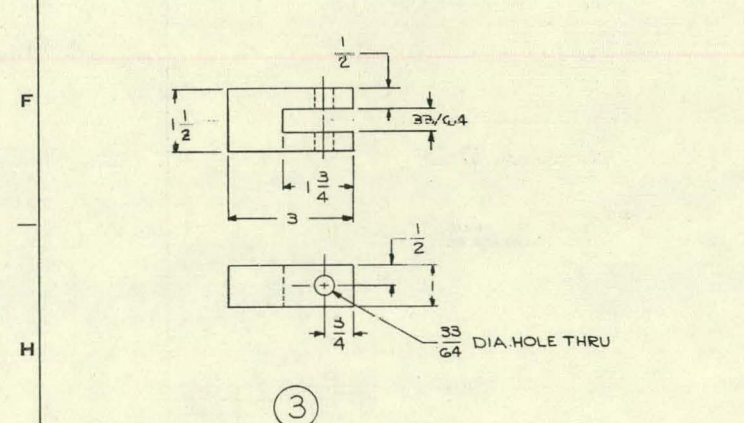 1/2
F
1 1/2
33/64
1 3/4
3
1/2
3/4
33/64 DIA. HOLE THRU
H
3